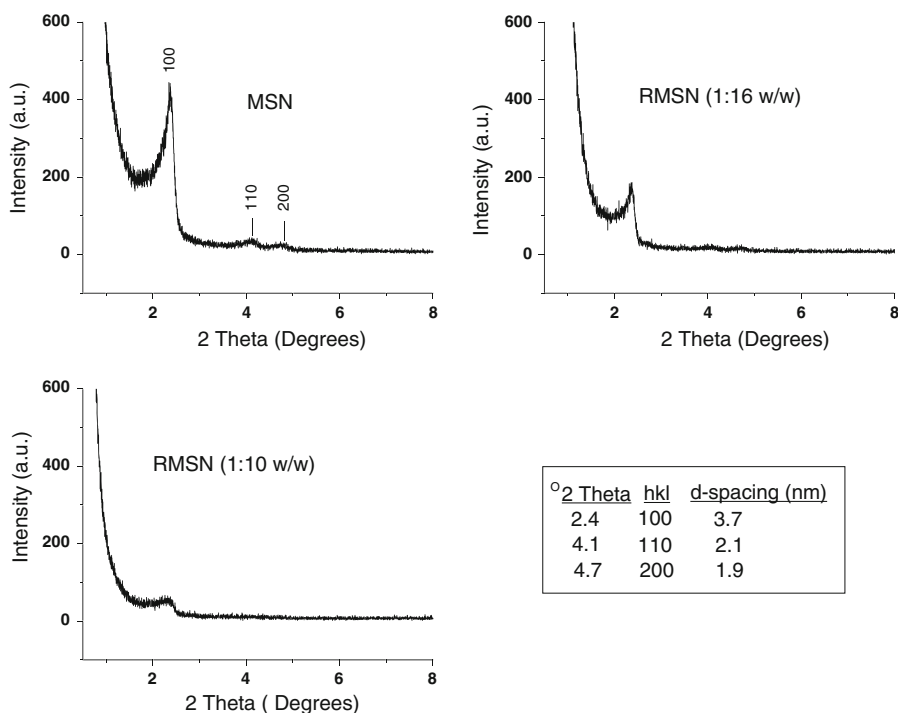 600
400
200
0
Intensity (a.u.)
100
MSN
110
200
2 4 6 8
2 Theta (Degrees)
600
400
200
0
Intensity (a.u.)
RMSN (1:16 w/w)
2 4 6 8
2 Theta (Degrees)
600
400
200
0
Intensity (a.u.)
RMSN (1:10 w/w)
2 4 6 8
2 Theta ( Degrees)
O2 Theta hkl d-spacing (nm)
2.4 100 3.7
4.1 110 2.1
4.7 200 1.9